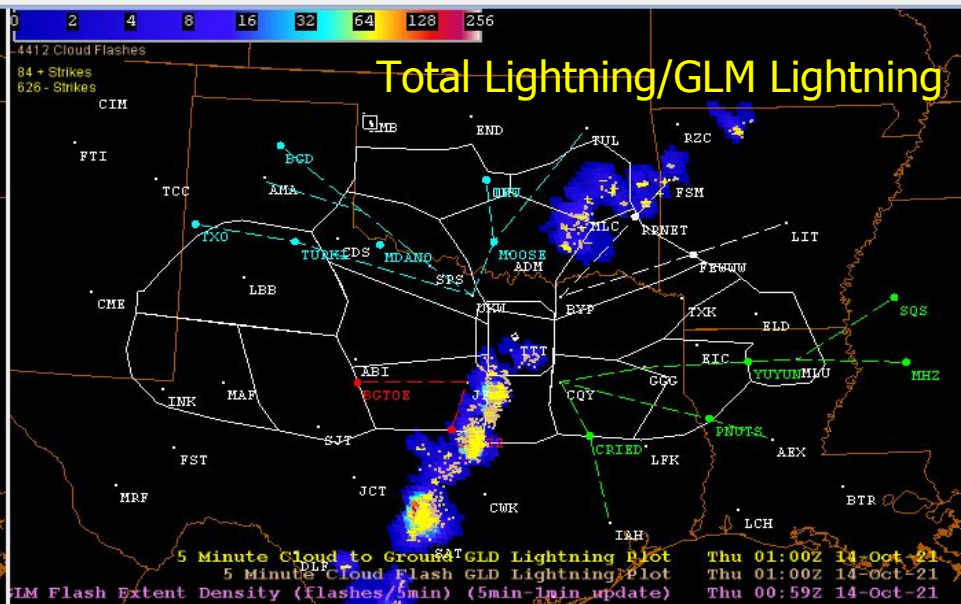 0 2 4 8 16 32 64 128 256
4412 Cloud Flashes
84 + Strikes
626 - Strikes
Total Lightning/GLM Lightning
CIM
END
TUL
RZC
FTI
BGD
TCC
AMA
FSM
MLC
RRNET
TXO
LIT
TURKI
CDS
MDANO
MOOSE
ADM
FEWWW
SPS
LBB
CME
UKW
BYP
TXK
SQS
ELD
TTT
EIC
ABI
YUYUN
MLU
MHZ
BGTOE
GGG
CQY
INK
MAF
SJT
PNUTS
CRIED
LFK
AEX
FST
JCT
MRF
CWK
BTR
LCH
IAH
SAT
5 Minute Cloud to Ground GLD Lightning Plot Thu 01:00Z 14-Oct-21
DLF
5 Minute Cloud Flash GLD Lightning Plot Thu 01:00Z 14-Oct-21
GLM Flash Extent Density (flashes/5min) (5min-1min update) Thu 00:59Z 14-Oct-21